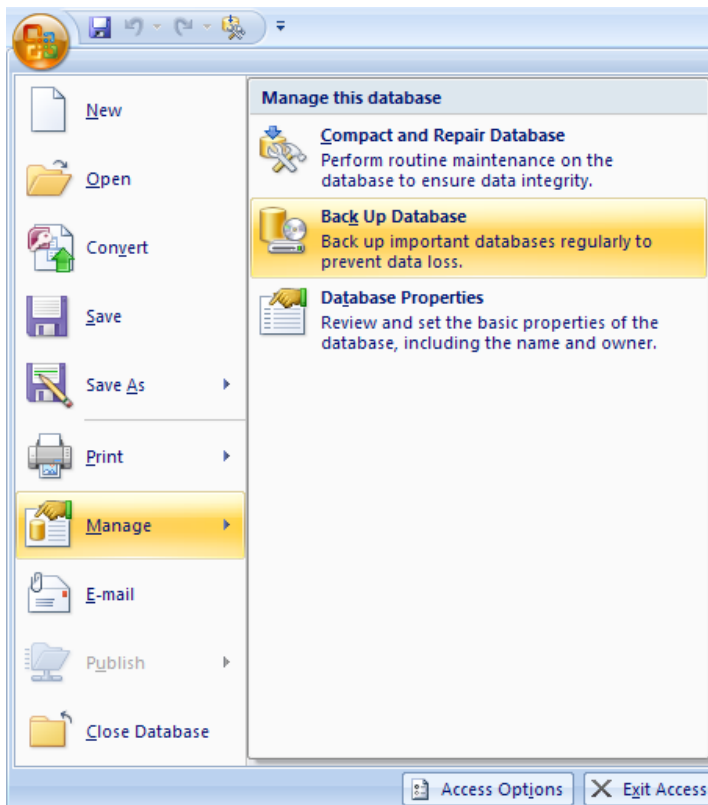 New
Open
Convert
Save
Save As
Print
Manage
E-mail
Publish
Close Database
Manage this database
Compact and Repair Database
Perform routine maintenance on the
database to ensure data integrity.
Back Up Database
Back up important databases regularly to
prevent data loss.
Database Properties
Review and set the basic properties of the
database, including the name and owner.
Access Options
Exit Access